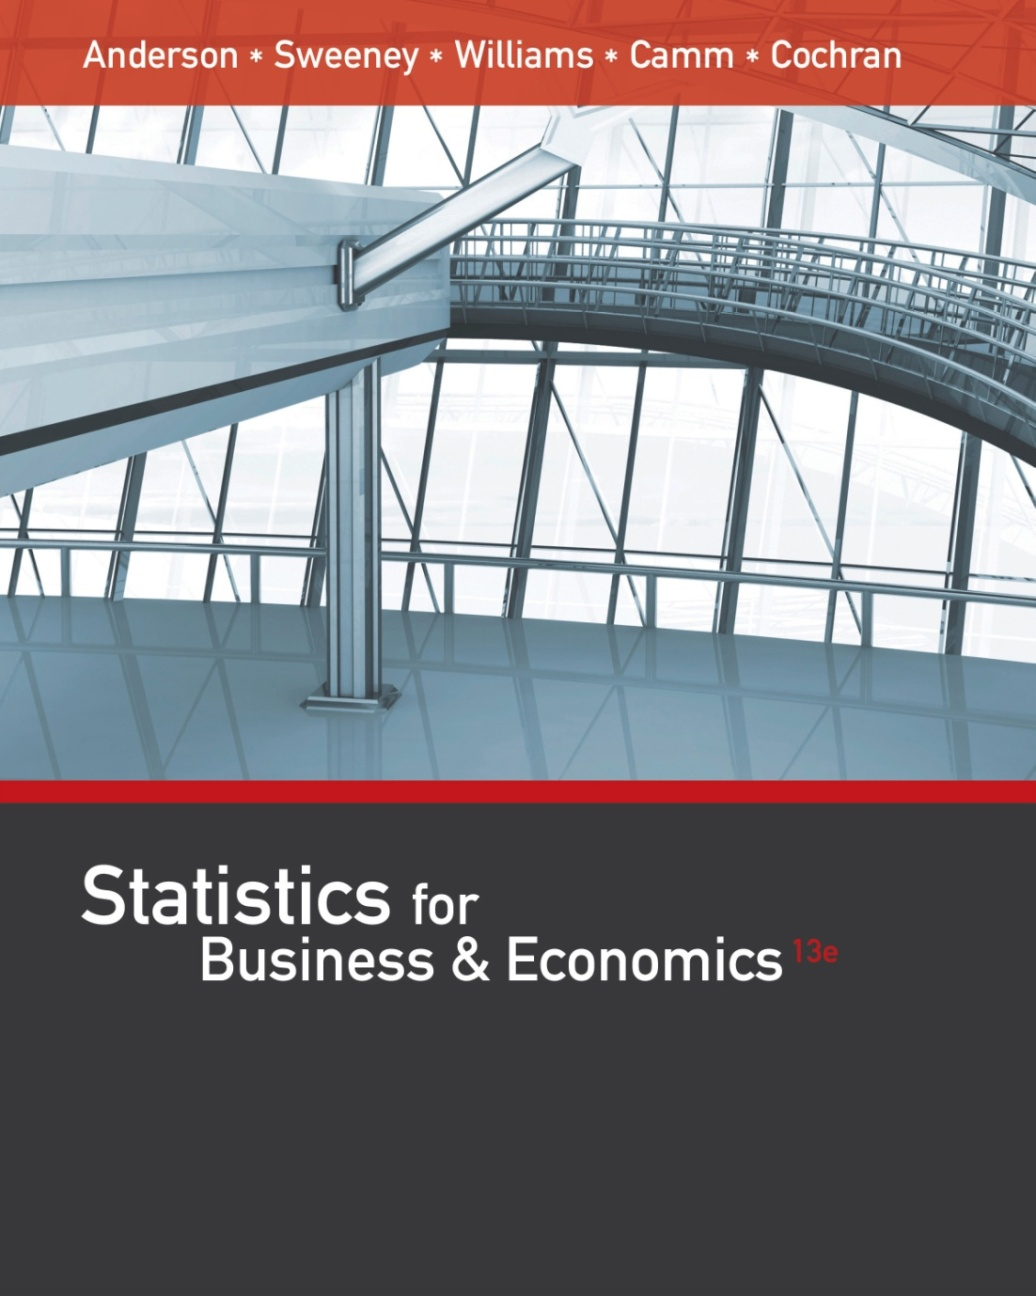 Anderson * Sweeney * Williams * Camm * Cochran
Statistics for
Business & Economics 13e